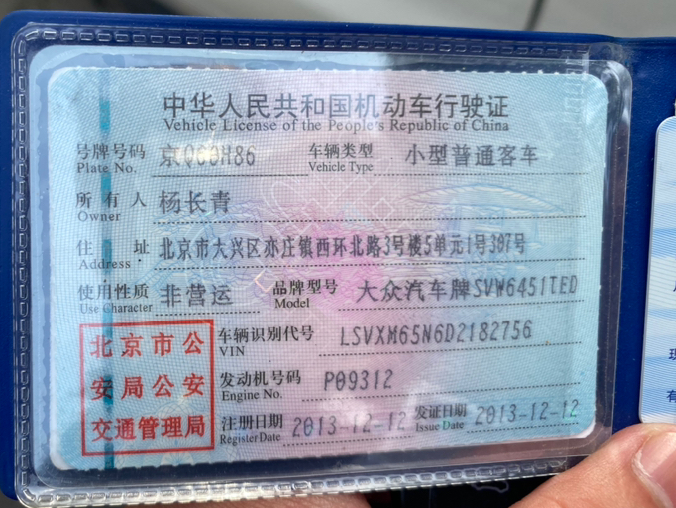 中华人民共和国机动车行驶证
Vehicle License of the People's Republic of China
号牌号码 车辆类型 小型普通客车
Plate No. Vehicle Type
所有人 杨长青
Owner
住址 北京市大兴区亦庄镇西环北路3号楼5单元1号307号
Address
使用性质 非营运 品牌型号 大众汽车牌SVW6451TED
Use Character Model
北京市公安局公安交通管理局
车辆识别代号 LSVXM65N6D2182756
VIN
发动机号码 P09312
Engine No.
注册日期 2013-12-12 发证日期 2013-12-12
Register Date Issue Date